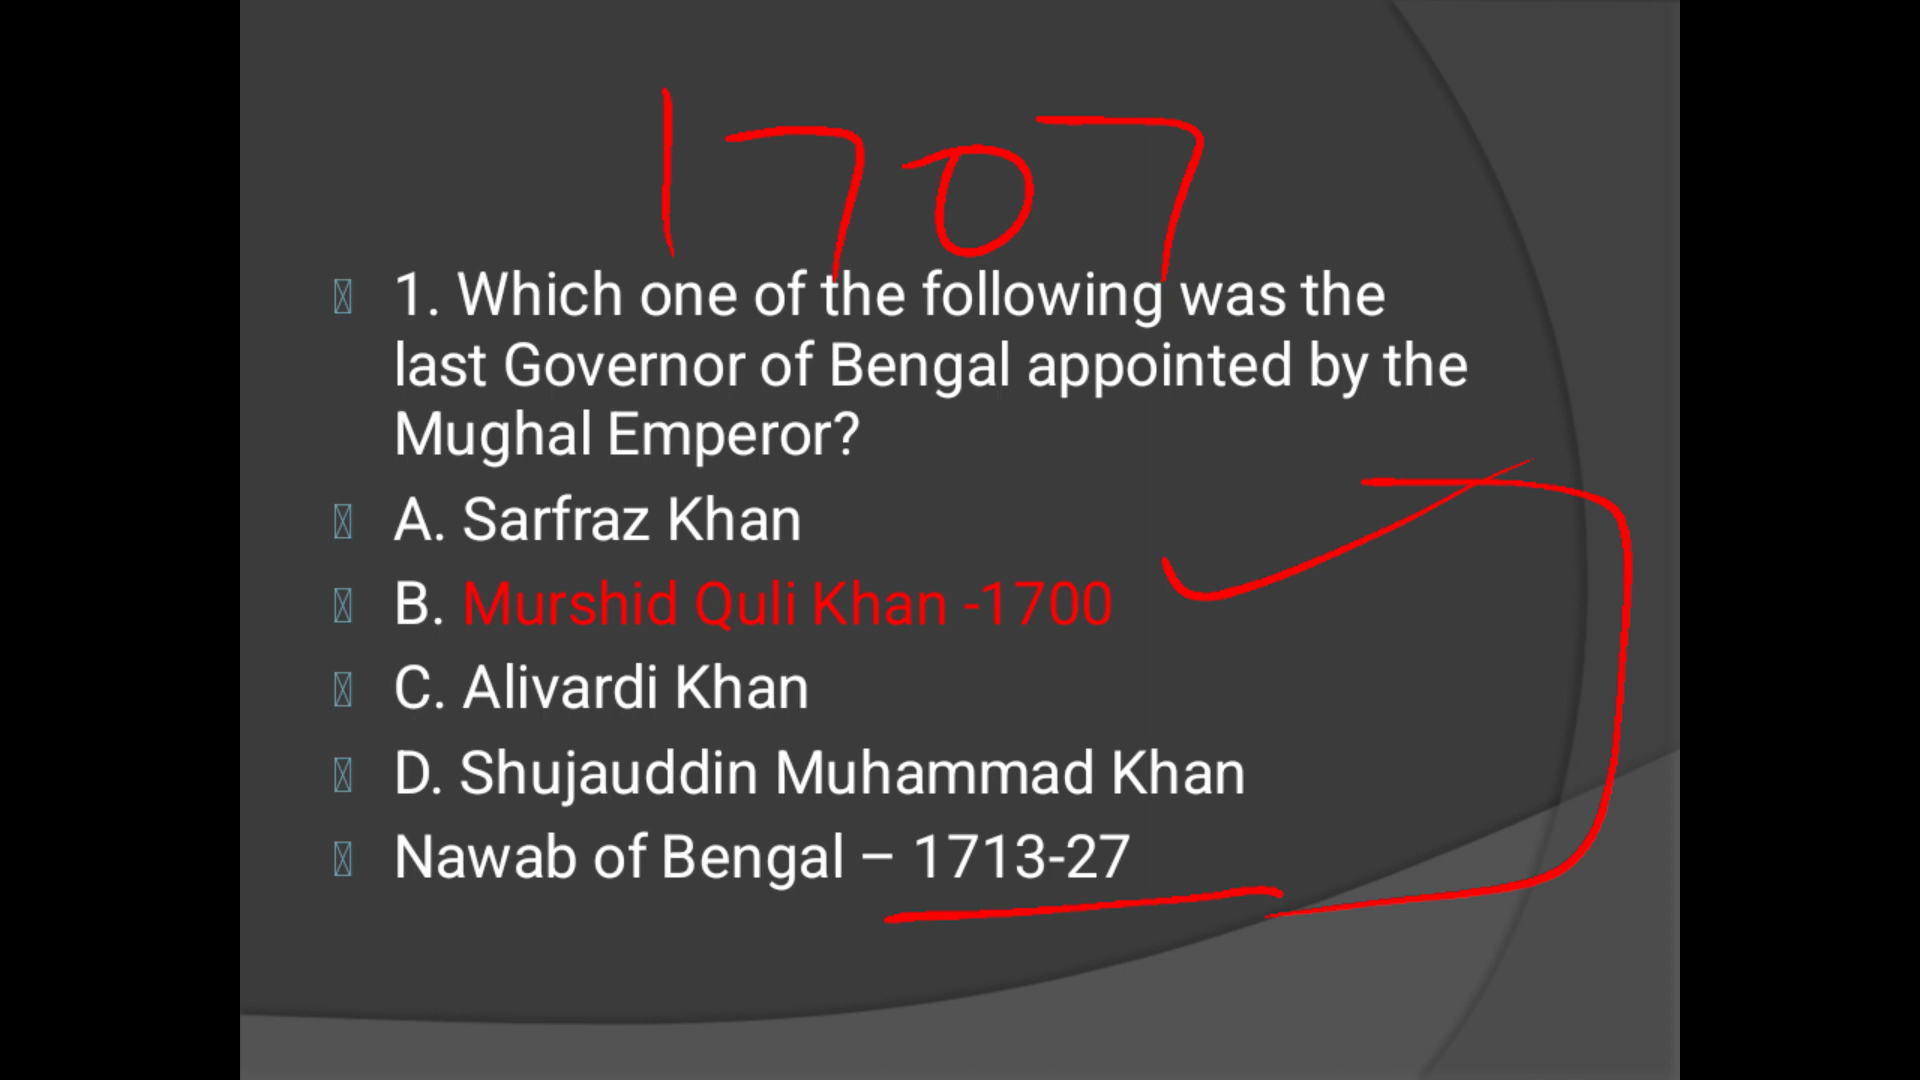 1707
1. Which one of the following was the
last Governor of Bengal appointed by the
Mughal Emperor?
A. Sarfraz Khan
B. Murshid Quli Khan -1700
C. Alivardi Khan
D. Shujauddin Muhammad Khan
Nawab of Bengal – 1713-27